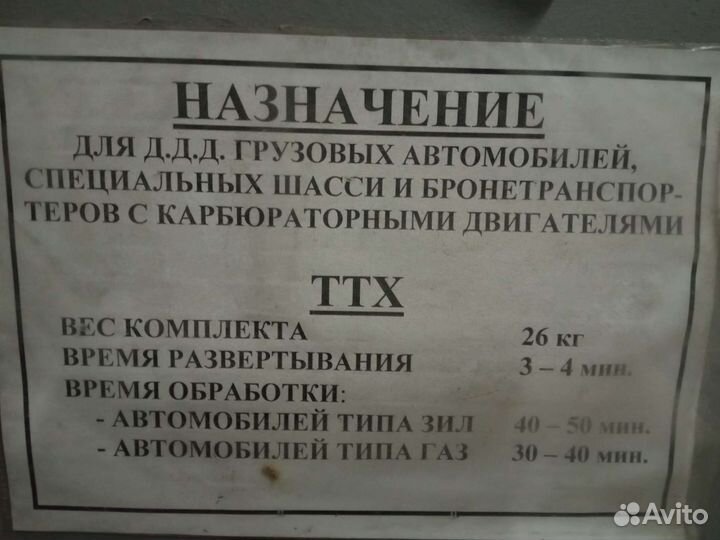 НАЗНАЧЕНИЕ
ДЛЯ Д.Д.Д. ГРУЗОВЫХ АВТОМОБИЛЕЙ,
СПЕЦИАЛЬНЫХ ШАССИ И БРОНЕТРАНСПОР-
ТЕРОВ С КАРБЮРАТОРНЫМИ ДВИГАТЕЛЯМИ
ТТХ
ВЕС КОМПЛЕКТА 26 кг
ВРЕМЯ РАЗВЕРТЫВАНИЯ 3 – 4 мин.
ВРЕМЯ ОБРАБОТКИ:
- АВТОМОБИЛЕЙ ТИПА ЗИЛ 40 – 50 мин.
- АВТОМОБИЛЕЙ ТИПА ГАЗ 30 – 40 мин.
Avito